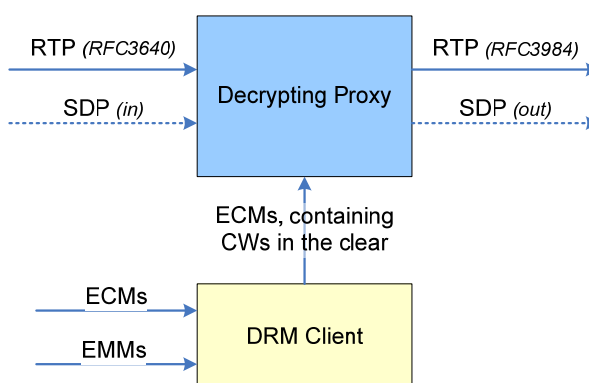 RTP (RFC3640)
RTP (RFC3984)
Decrypting Proxy
SDP (in)
SDP (out)
ECMs, containing
CWs in the clear
ECMs
DRM Client
EMMs